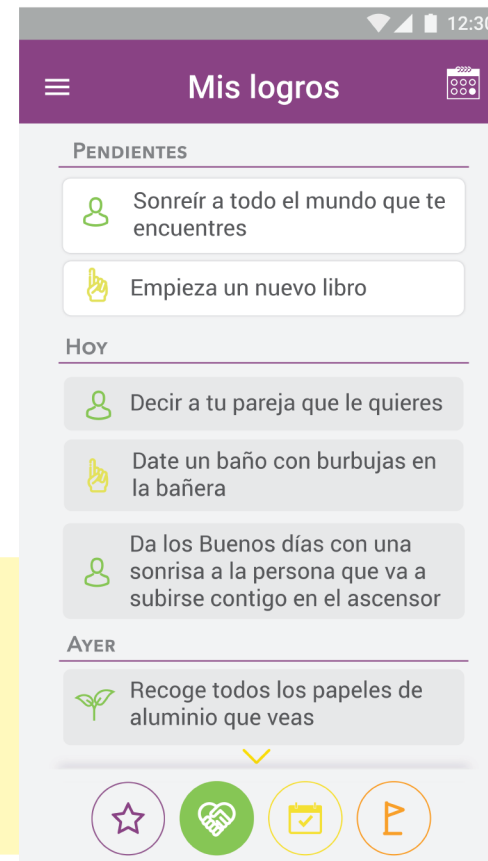 12:30
Mis logros
PENDIENTES
Sonreír a todo el mundo que te
encuentres
Empieza un nuevo libro
HOY
Decir a tu pareja que le quieres
Date un baño con burbujas en
la bañera
Da los Buenos días con una
sonrisa a la persona que va a
subirse contigo en el ascensor
AYER
Recoge todos los papeles de
aluminio que veas